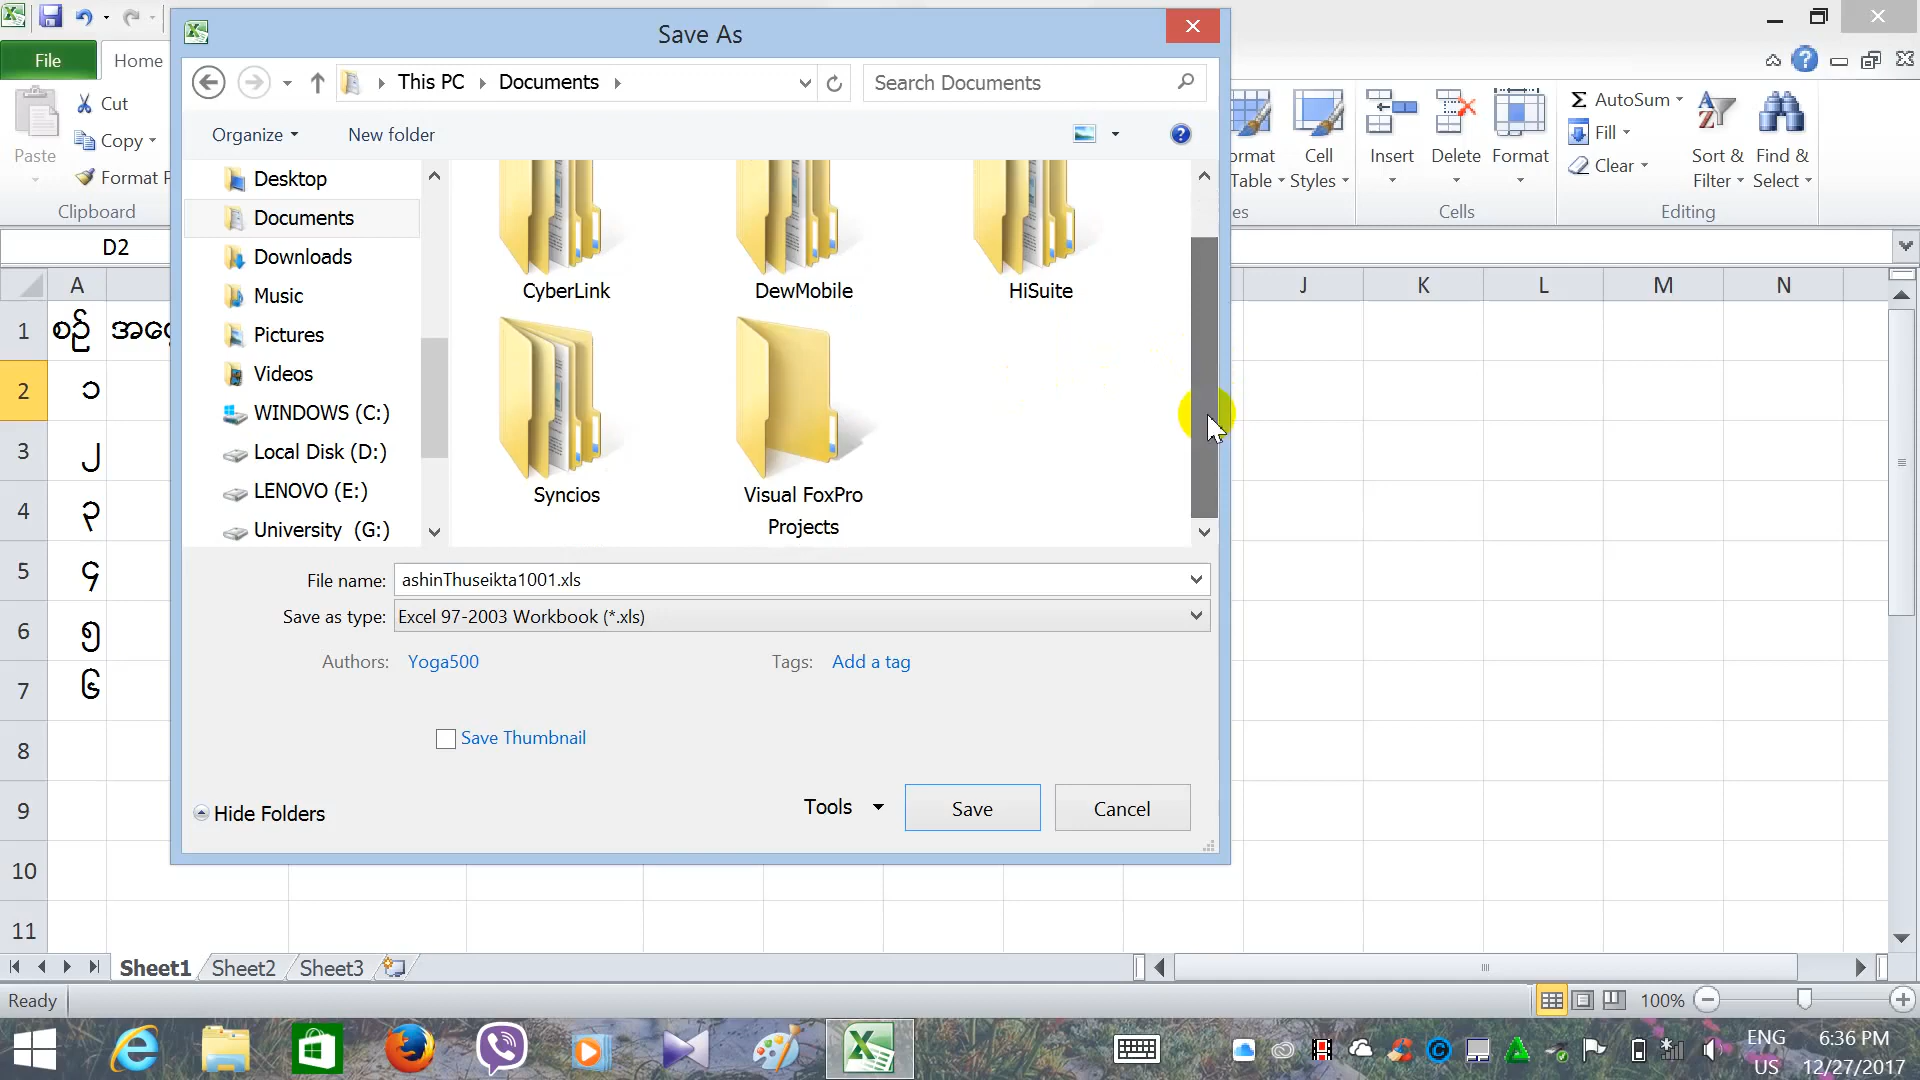 Save As
File
Home
This PC
Documents
Search Documents
Cut
Copy
Paste
Format P
Clipboard
Organize
New folder
AutoSum
Fill
Clear
ormat
Cell
Insert
Delete
Format
Sort &
Find &
Table
Styles
Filter
Select
es
Cells
Editing
D2
Desktop
Documents
Downloads
Music
Pictures
Videos
WINDOWS (C:)
Local Disk (D:)
LENOVO (E:)
University (G:)
CyberLink
DewMobile
HiSuite
Syncios
Visual FoxPro
Projects
A
J
K
L
M
N
1
စဉ်
2
၁
3
၂
4
၃
5
၄
6
၅
7
၆
8
9
10
11
File name:
ashinThuseikta1001.xls
Save as type:
Excel 97-2003 Workbook (*.xls)
Authors:
Yoga500
Tags:
Add a tag
Save Thumbnail
Hide Folders
Tools
Save
Cancel
Sheet1
Sheet2
Sheet3
Ready
100%
ENG
US
6:36 PM
12/27/2017